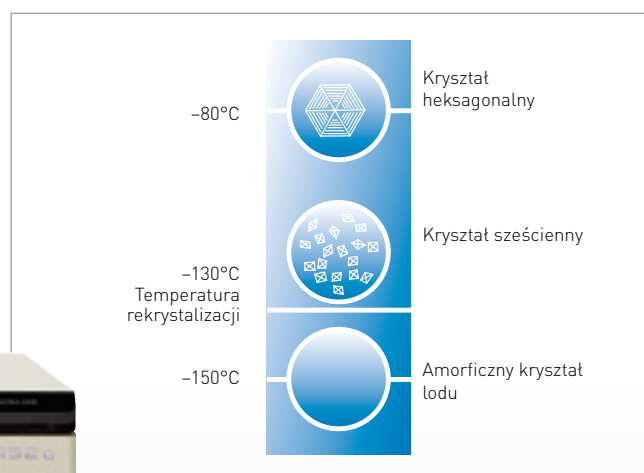 –80°C
Kryształ
heksagonalny
Kryształ sześcienny
–130°C
Temperatura
rekrystalizacji
–150°C
Amorficzny kryształ
lodu